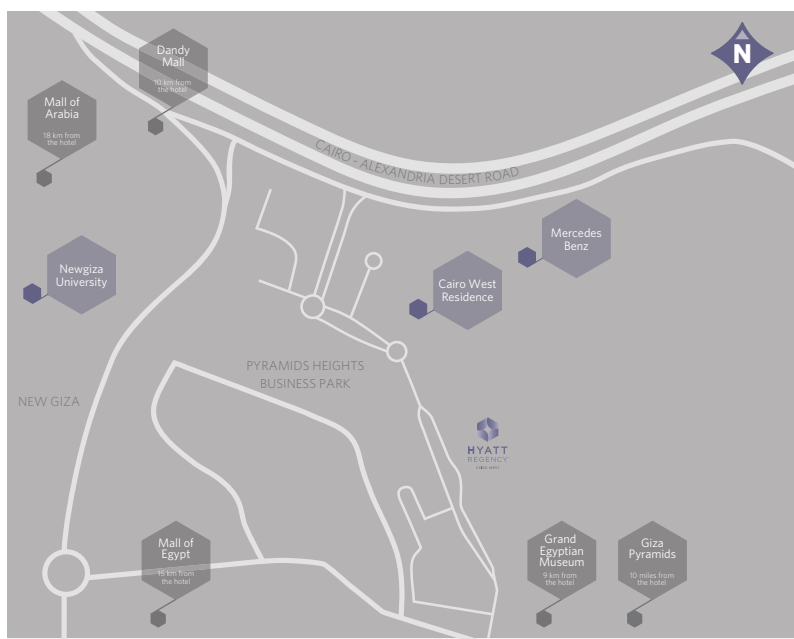 Dandy
Mall
10 km from
the hotel
N
Mall of
Arabia
18 km from
the hotel
CAIRO - ALEXANDRIA DESERT ROAD
Mercedes
Benz
Newgiza
University
Cairo West
Residence
PYRAMIDS HEIGHTS
BUSINESS PARK
NEW GIZA
HYATT
REGENCY
CAIRO WEST
Mall of
Egypt
15 km from
the hotel
Grand
Egyptian
Museum
9 km from
the hotel
Giza
Pyramids
10 miles from
the hotel